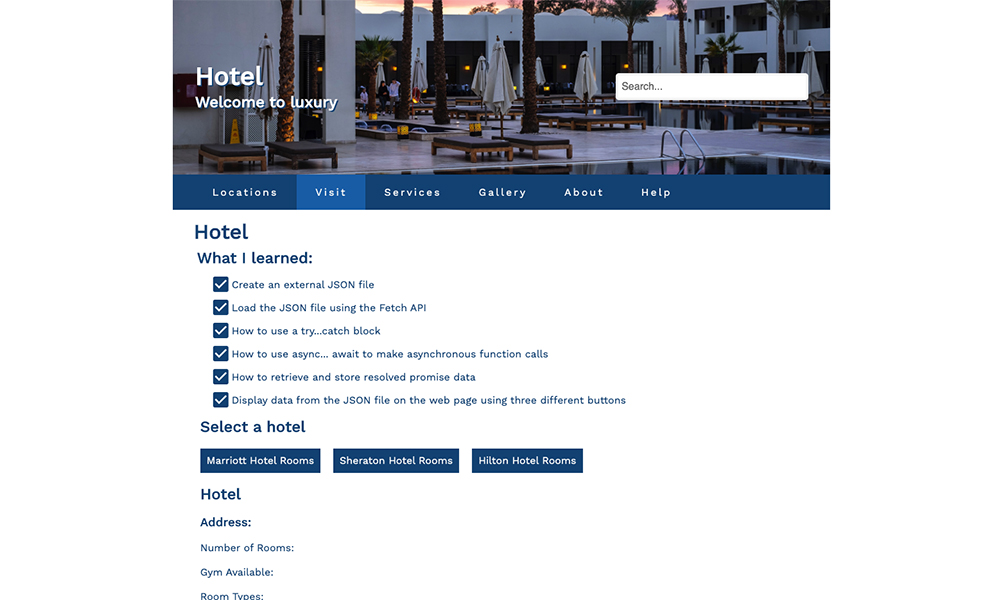 Hotel
Welcome to luxury
Search...
Locations Visit Services Gallery About Help
Hotel
What I learned:
Create an external JSON file
Load the JSON file using the Fetch API
How to use a try...catch block
How to use async... await to make asynchronous function calls
How to retrieve and store resolved promise data
Display data from the JSON file on the web page using three different buttons
Select a hotel
Marriott Hotel Rooms Sheraton Hotel Rooms Hilton Hotel Rooms
Hotel
Address:
Number of Rooms:
Gym Available:
Room Types: